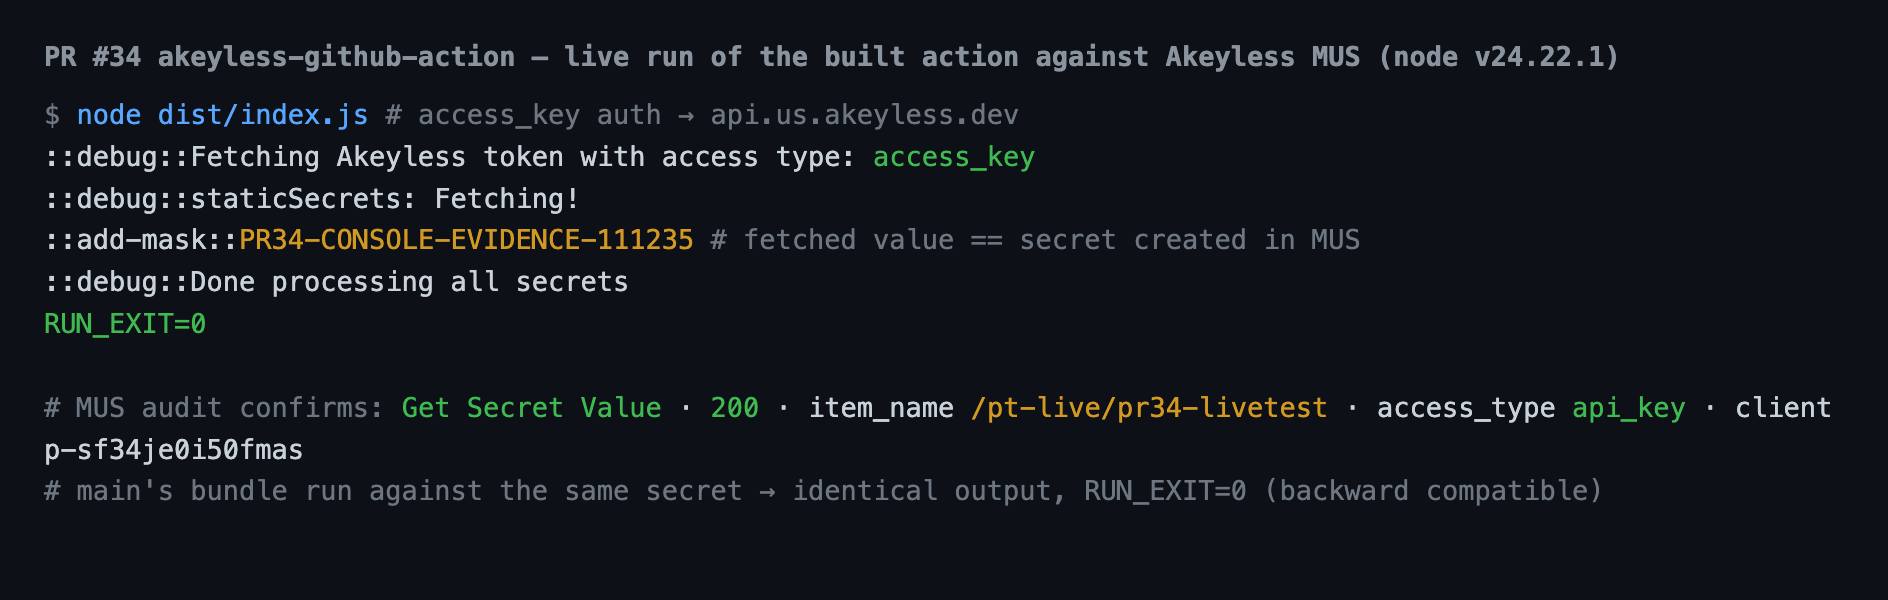 PR #34 akeyless-github-action — live run of the built action against Akeyless MUS (node v24.22.1)
$ node dist/index.js # access_key auth → api.us.akeyless.dev
::debug::Fetching Akeyless token with access type: access_key
::debug::staticSecrets: Fetching!
::add-mask::PR34-CONSOLE-EVIDENCE-111235 # fetched value == secret created in MUS
::debug::Done processing all secrets
RUN_EXIT=0
# MUS audit confirms: Get Secret Value · 200 · item_name /pt-live/pr34-livetest · access_type api_key · client
p-sf34je0i50fmas
# main's bundle run against the same secret → identical output, RUN_EXIT=0 (backward compatible)